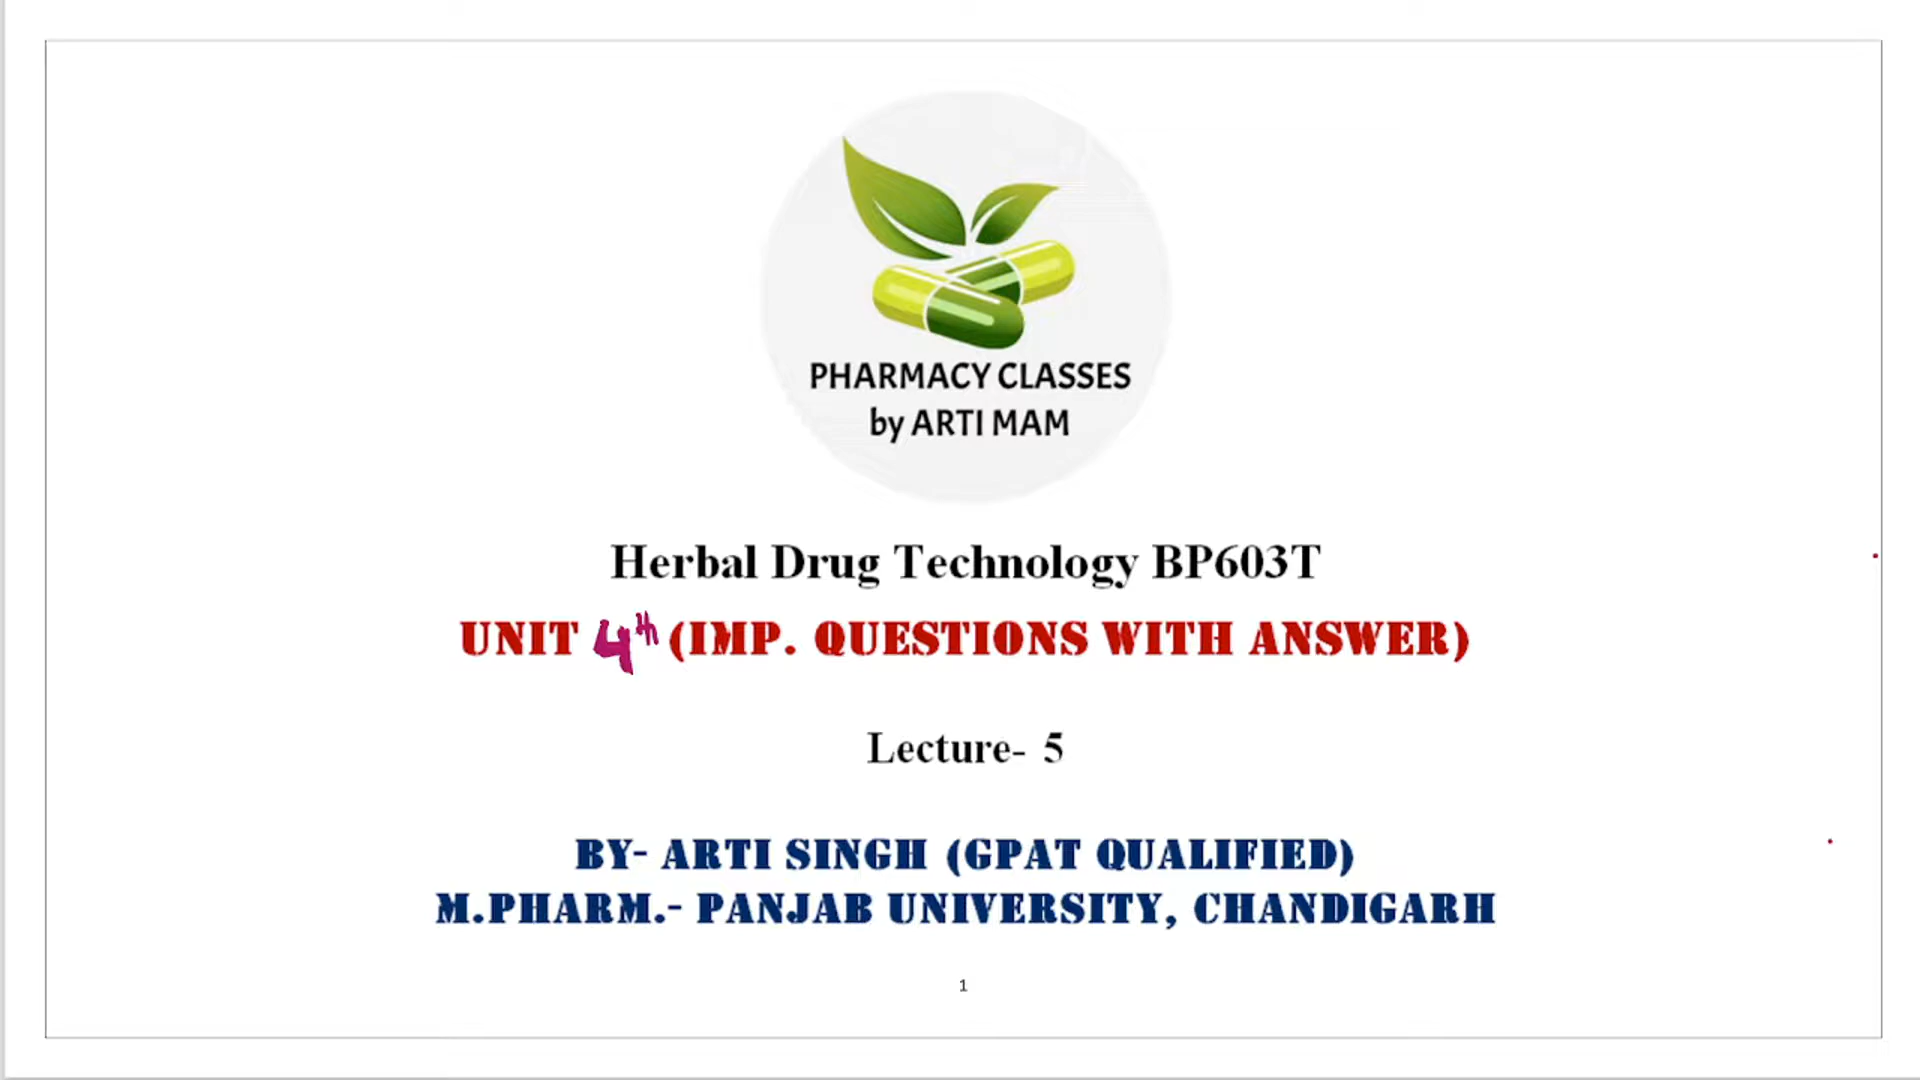 PHARMACY CLASSES
by ARTI MAM
Herbal Drug Technology BP603T
UNIT 4th (IMP. QUESTIONS WITH ANSWER)
Lecture- 5
BY- ARTI SINGH (GPAT QUALIFIED)
M.PHARM.- PANJAB UNIVERSITY, CHANDIGARH
1